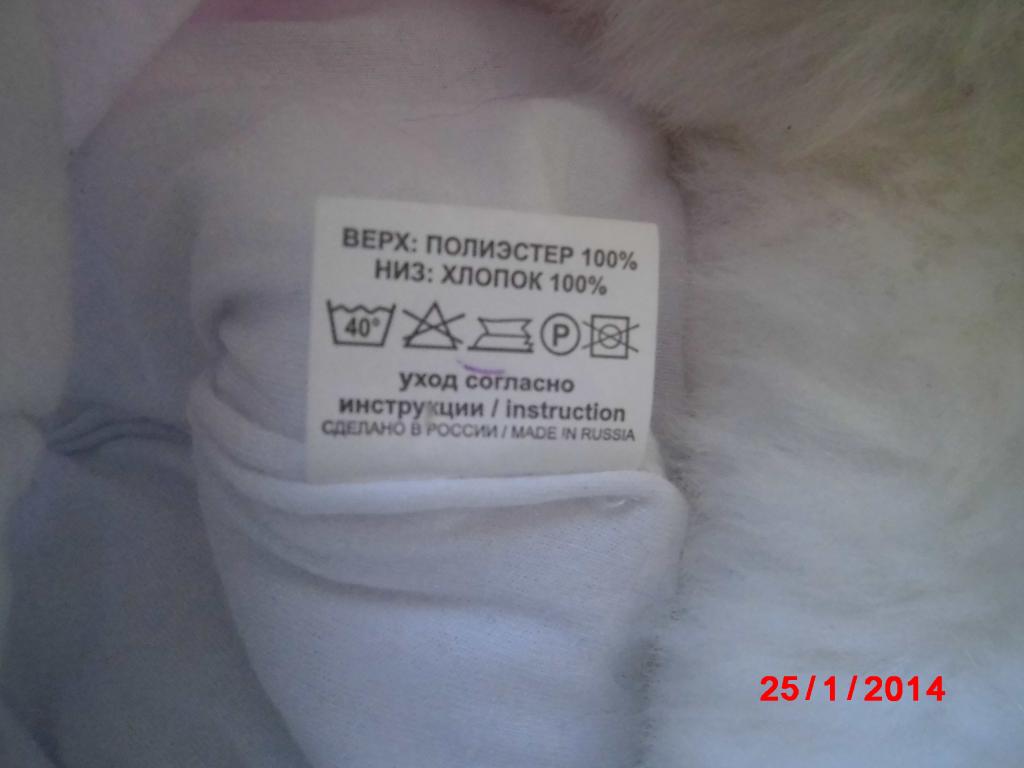 ВЕРХ: ПОЛИЭСТЕР 100%
НИЗ: ХЛОПОК 100%
40° P
уход согласно
инструкции / instruction
СДЕЛАНО В РОССИИ / MADE IN RUSSIA
25/1/2014